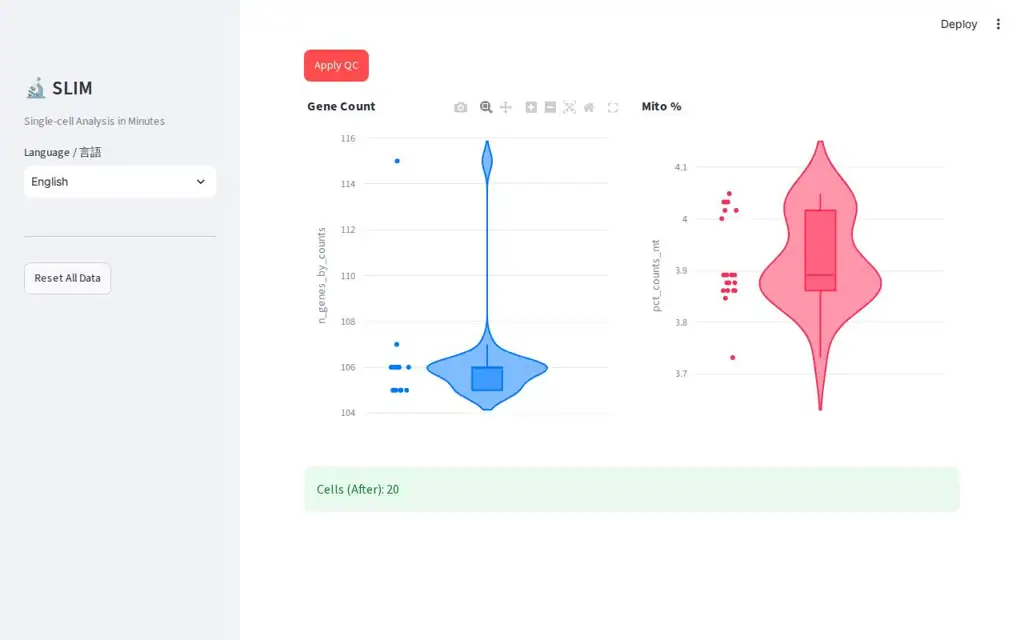 Deploy
🔬 SLIM
Single-cell Analysis in Minutes
Language / 言語
English
Reset All Data
Apply QC
Gene Count
116
114
112
110
108
106
104
n_genes_by_counts
Mito %
4.1
4
3.9
3.8
3.7
pct_counts_mt
Cells (After): 20